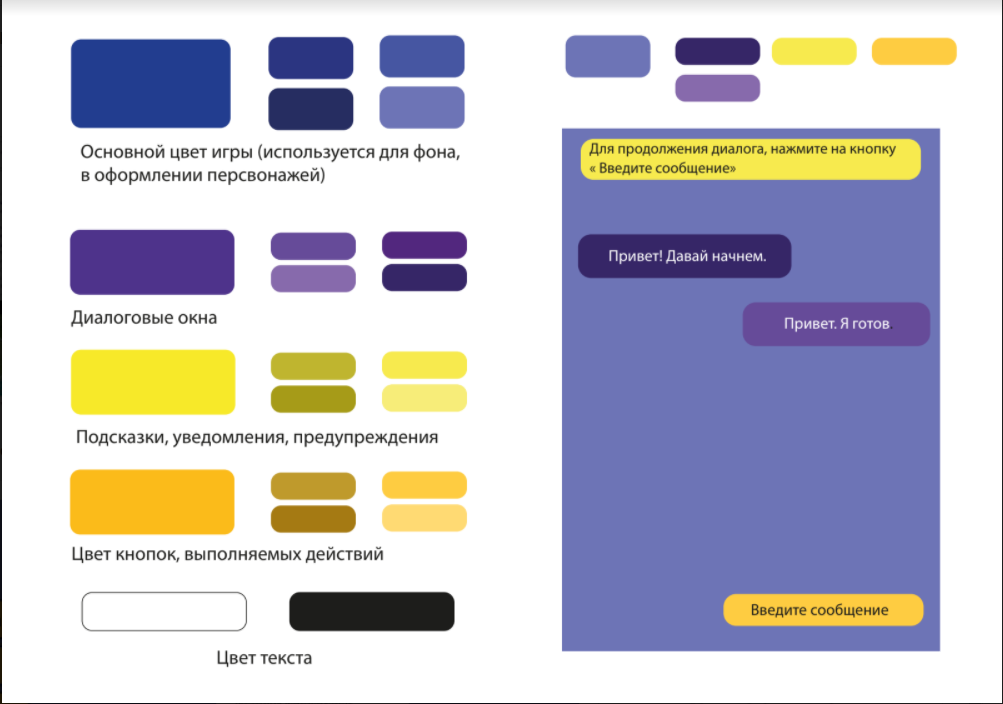 Основной цвет игры (используется для фона,
в оформлении персвонажей)
Диалоговые окна
Подсказки, уведомления, предупреждения
Цвет кнопок, выполняемых действий
Цвет текста
Для продолжения диалога, нажмите на кнопку
« Введите сообщение»
Привет! Давай начнем.
Привет. Я готов.
Введите сообщение